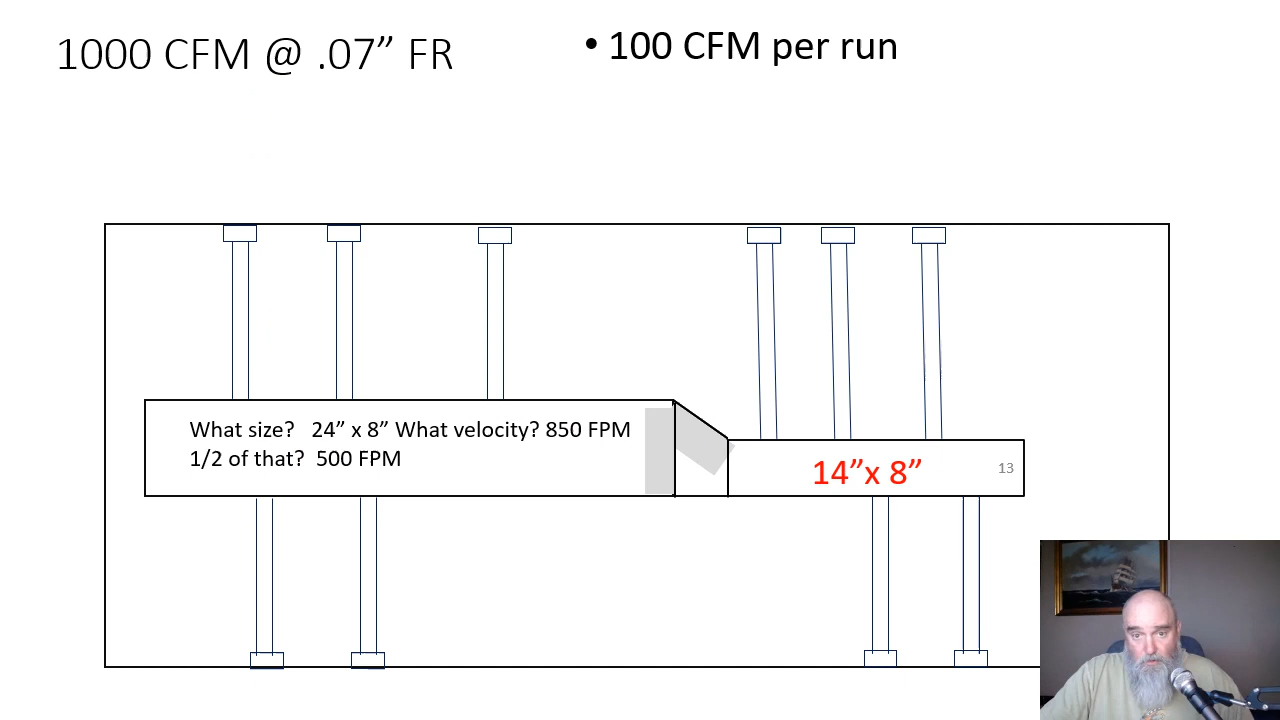 1000 CFM @ .07” FR
• 100 CFM per run
What size?   24” x 8” What velocity? 850 FPM
1/2 of that?  500 FPM
14”x 8”
13